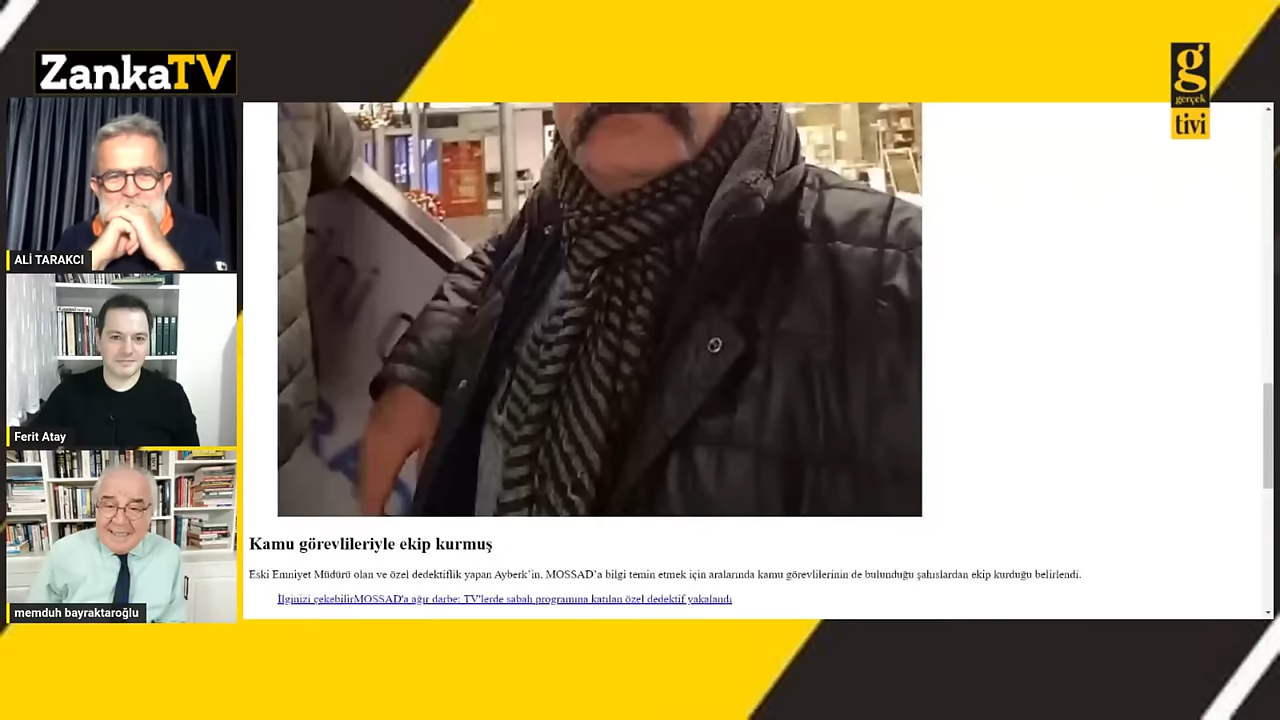 ZankaTV
g
gerçek
tivi
ALİ TARAKCI
Ferit Atay
memduh bayraktaroğlu
Kamu görevlileriyle ekip kurmuş
Eski Emniyet Müdürü olan ve özel dedektiflik yapan Ayberk'in, MOSSAD'a bilgi temin etmek için aralarında kamu görevlilerinin de bulunduğu şahıslardan ekip kurduğu belirlendi.
İlginizi çekebilirMOSSAD'a ağır darbe: TV'lerde sabah programına katılan özel dedektif yakalandı